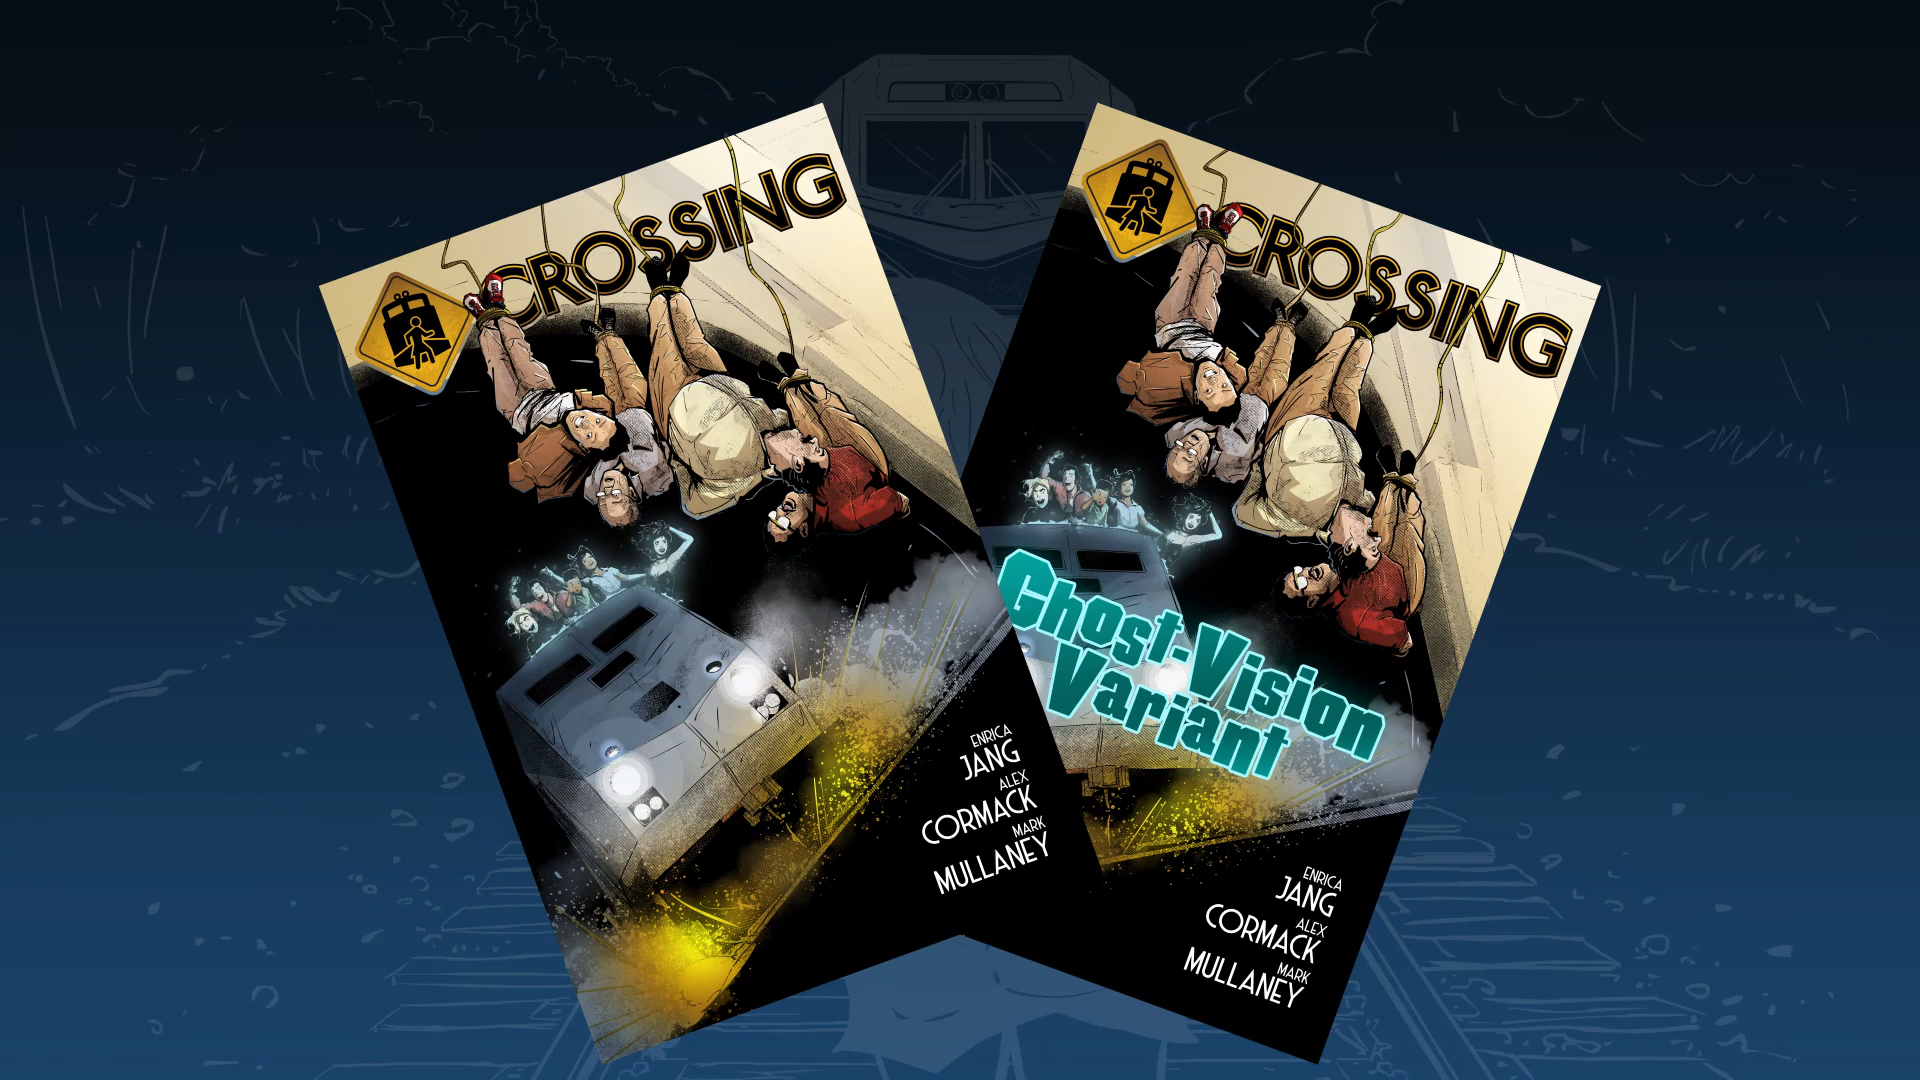 CROSSING
ENRICA
JANG
ALEX
CORMACK
MARK
MULLANEY
CROSSING
Ghost-Vision
Variant
ENRICA
JANG
ALEX
CORMACK
MARK
MULLANEY